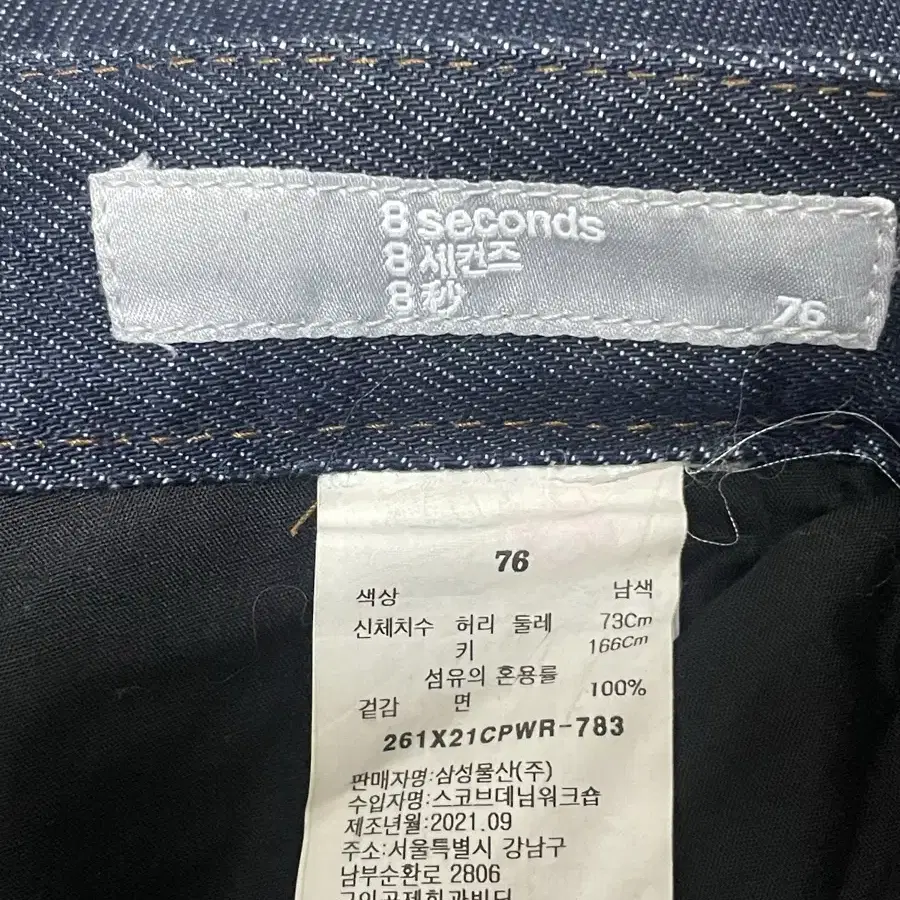 8 seconds
8 세컨즈
8 秒
76
76
색상 남색
신체치수 허리 둘레 73Cm
키 166Cm
섬유의 혼용률
겉감 면 100%
261X21CPWR-783
판매자명:삼성물산(주)
수입자명:스코브데님워크숍
제조년월:2021.09
주소:서울특별시 강남구
남부순환로 2806